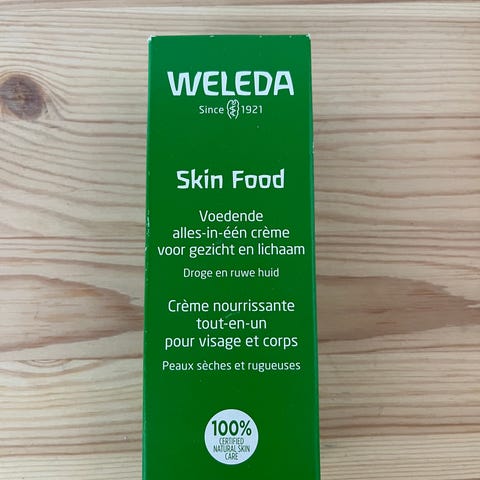 WELEDA
Since 1921
Skin Food
Voedende
alles-in-één crème
voor gezicht en lichaam
Droge en ruwe huid
Crème nourrissante
tout-en-un
pour visage et corps
Peaux sèches et rugueuses
100%
CERTIFIED
NATURAL SKIN
CARE